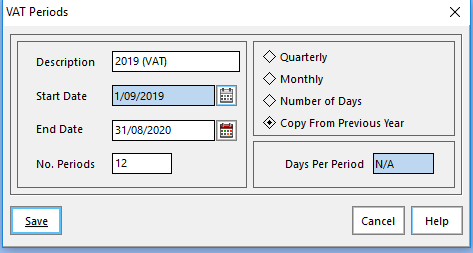 VAT Periods
Description 2019 (VAT)
Start Date 1/09/2019
End Date 31/08/2020
No. Periods 12
Quarterly
Monthly
Number of Days
Copy From Previous Year
Days Per Period N/A
Save Cancel Help